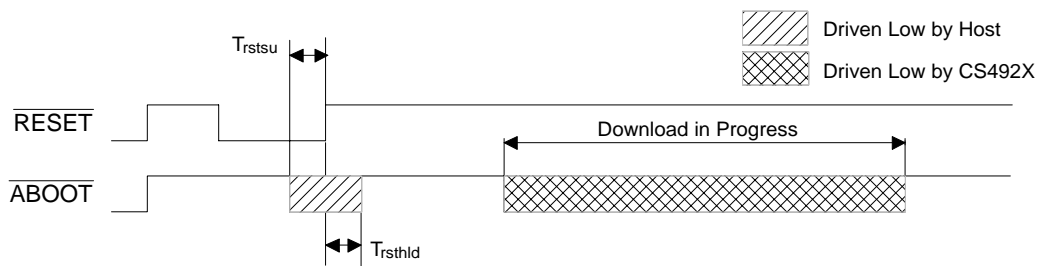 Driven Low by Host
Trstsu
Driven Low by CS492X
RESET
Download in Progress
ABOOT
Trsthld